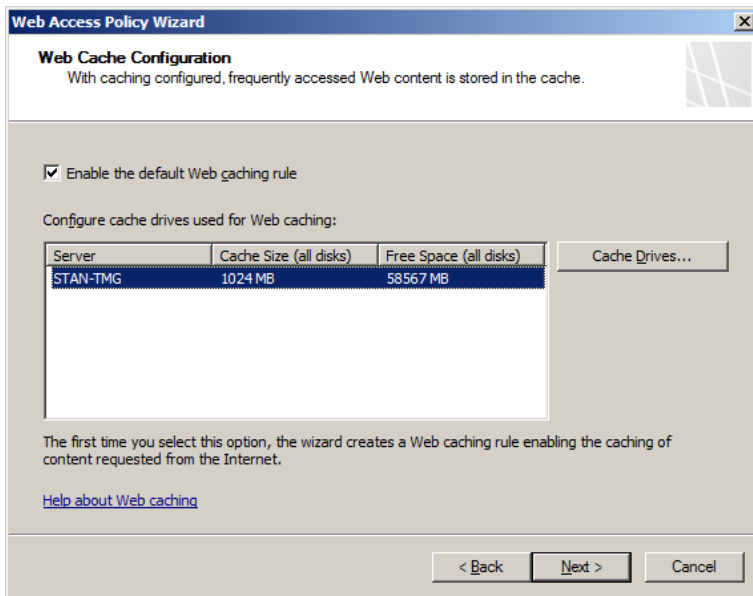 Web Access Policy Wizard
Web Cache Configuration
With caching configured, frequently accessed Web content is stored in the cache.
Enable the default Web caching rule
Configure cache drives used for Web caching:
Server Cache Size (all disks) Free Space (all disks)
Cache Drives...
STAN-TMG 1024 MB 58567 MB
The first time you select this option, the wizard creates a Web caching rule enabling the caching of
content requested from the Internet.
Help about Web caching
< Back Next > Cancel